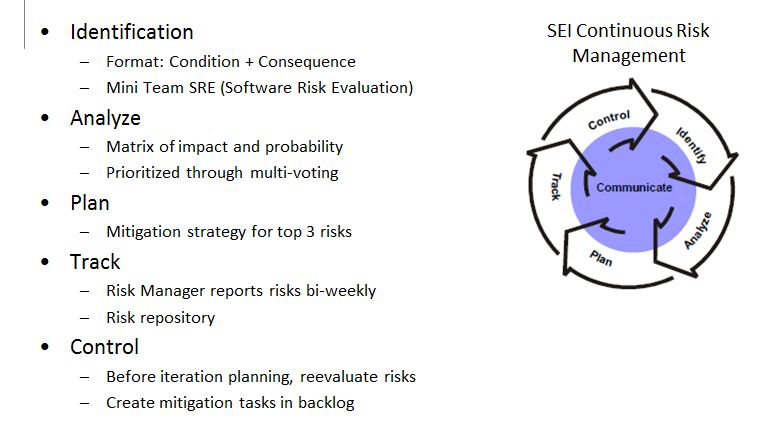 • Identification
– Format: Condition + Consequence
– Mini Team SRE (Software Risk Evaluation)
• Analyze
– Matrix of impact and probability
– Prioritized through multi-voting
• Plan
– Mitigation strategy for top 3 risks
• Track
– Risk Manager reports risks bi-weekly
– Risk repository
• Control
– Before iteration planning, reevaluate risks
– Create mitigation tasks in backlog
SEI Continuous Risk
Management
Control
Identify
Analyze
Plan
Track
Communicate